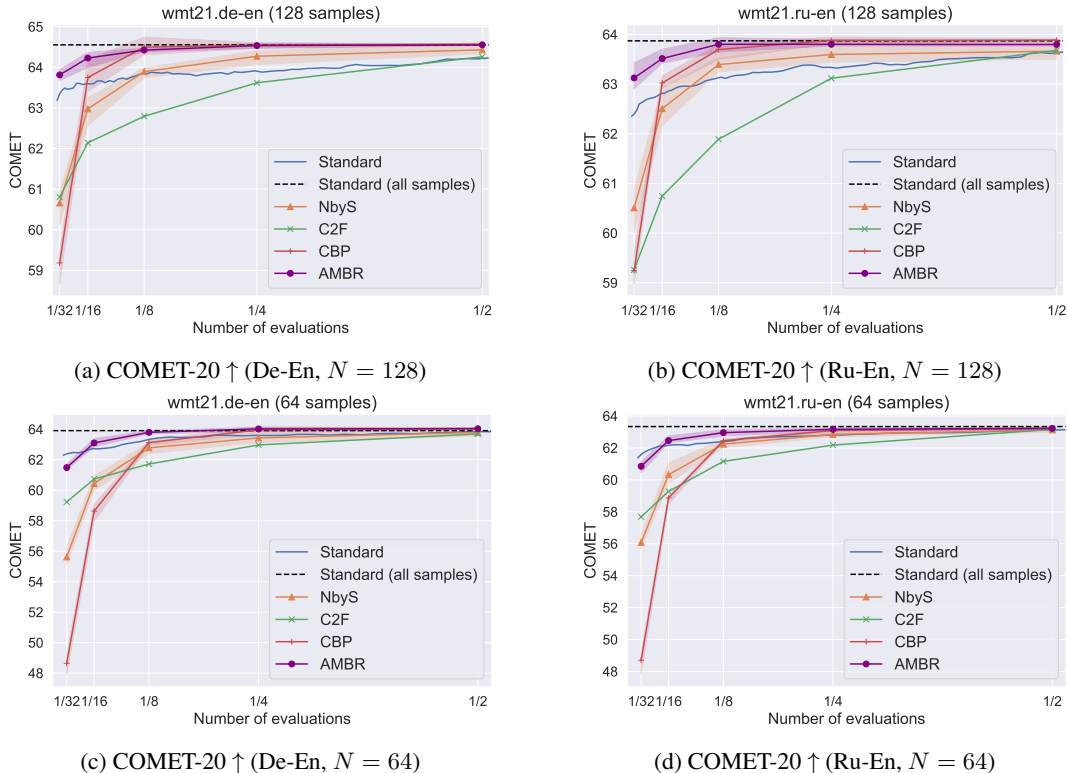 wmt21.de-en (128 samples)
65
64
63
62
61
60
59
COMET
Standard
Standard (all samples)
NbyS
C2F
CBP
AMBR
1/32 1/16 1/8 1/4 1/2
Number of evaluations
(a) COMET-20 ↑ (De-En, N = 128)
wmt21.ru-en (128 samples)
64
63
62
61
60
59
COMET
Standard
Standard (all samples)
NbyS
C2F
CBP
AMBR
1/32 1/16 1/8 1/4 1/2
Number of evaluations
(b) COMET-20 ↑ (Ru-En, N = 128)
wmt21.de-en (64 samples)
64
62
60
58
56
54
52
50
48
COMET
Standard
Standard (all samples)
NbyS
C2F
CBP
AMBR
1/32 1/16 1/8 1/4 1/2
Number of evaluations
(c) COMET-20 ↑ (De-En, N = 64)
wmt21.ru-en (64 samples)
64
62
60
58
56
54
52
50
48
COMET
Standard
Standard (all samples)
NbyS
C2F
CBP
AMBR
1/32 1/16 1/8 1/4 1/2
Number of evaluations
(d) COMET-20 ↑ (Ru-En, N = 64)